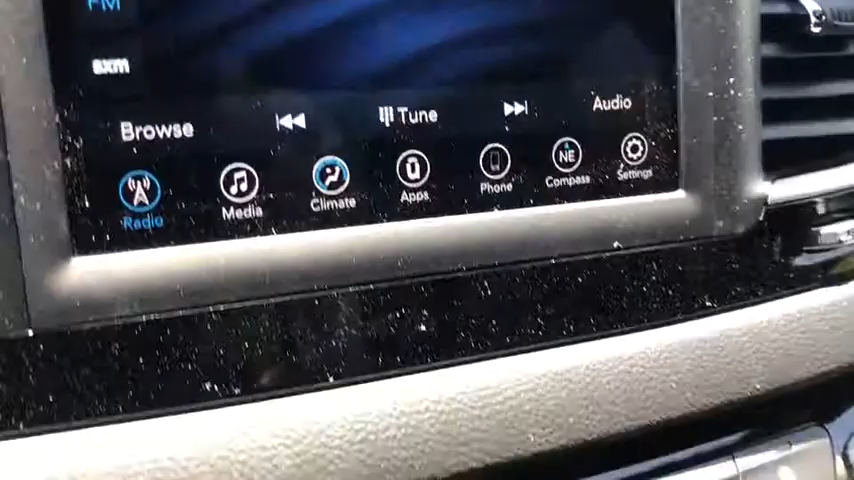 FM
sxm
Browse
Tune
Audio
Radio
Media
Climate
Apps
Phone
NE
Compass
Settings